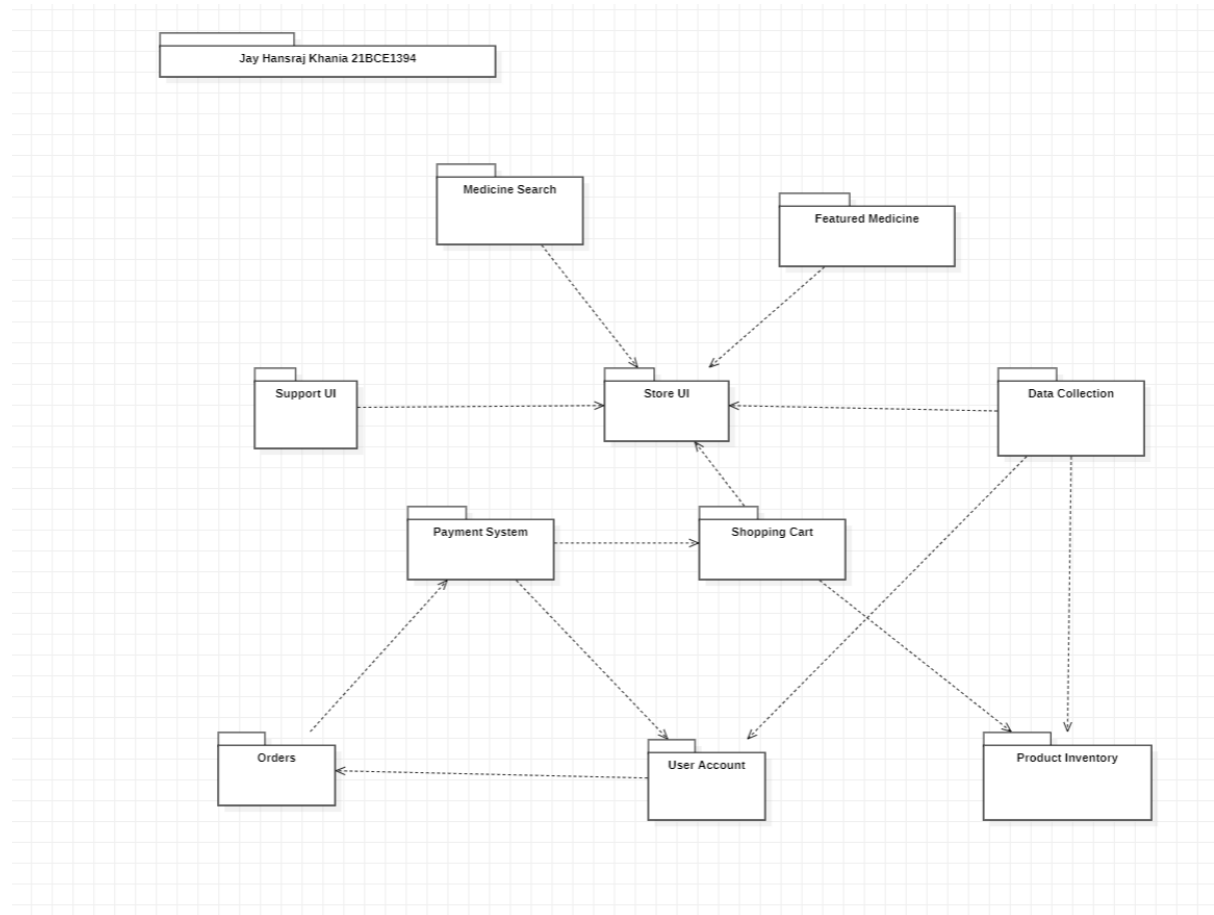 Jay Hansraj Khania 21BCE1394
Medicine Search
Featured Medicine
Support UI
Store UI
Data Collection
Payment System
Shopping Cart
Orders
User Account
Product Inventory